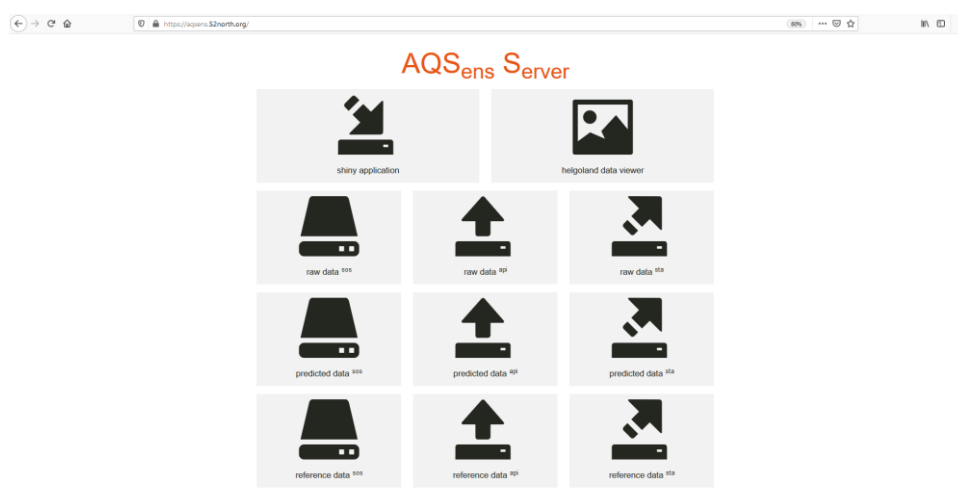 https://aqsens.52north.org/
60%
AQSens Server
shiny application
helgoland data viewer
raw data sos
raw data api
raw data sta
predicted data sos
predicted data api
predicted data sta
reference data sos
reference data api
reference data sta